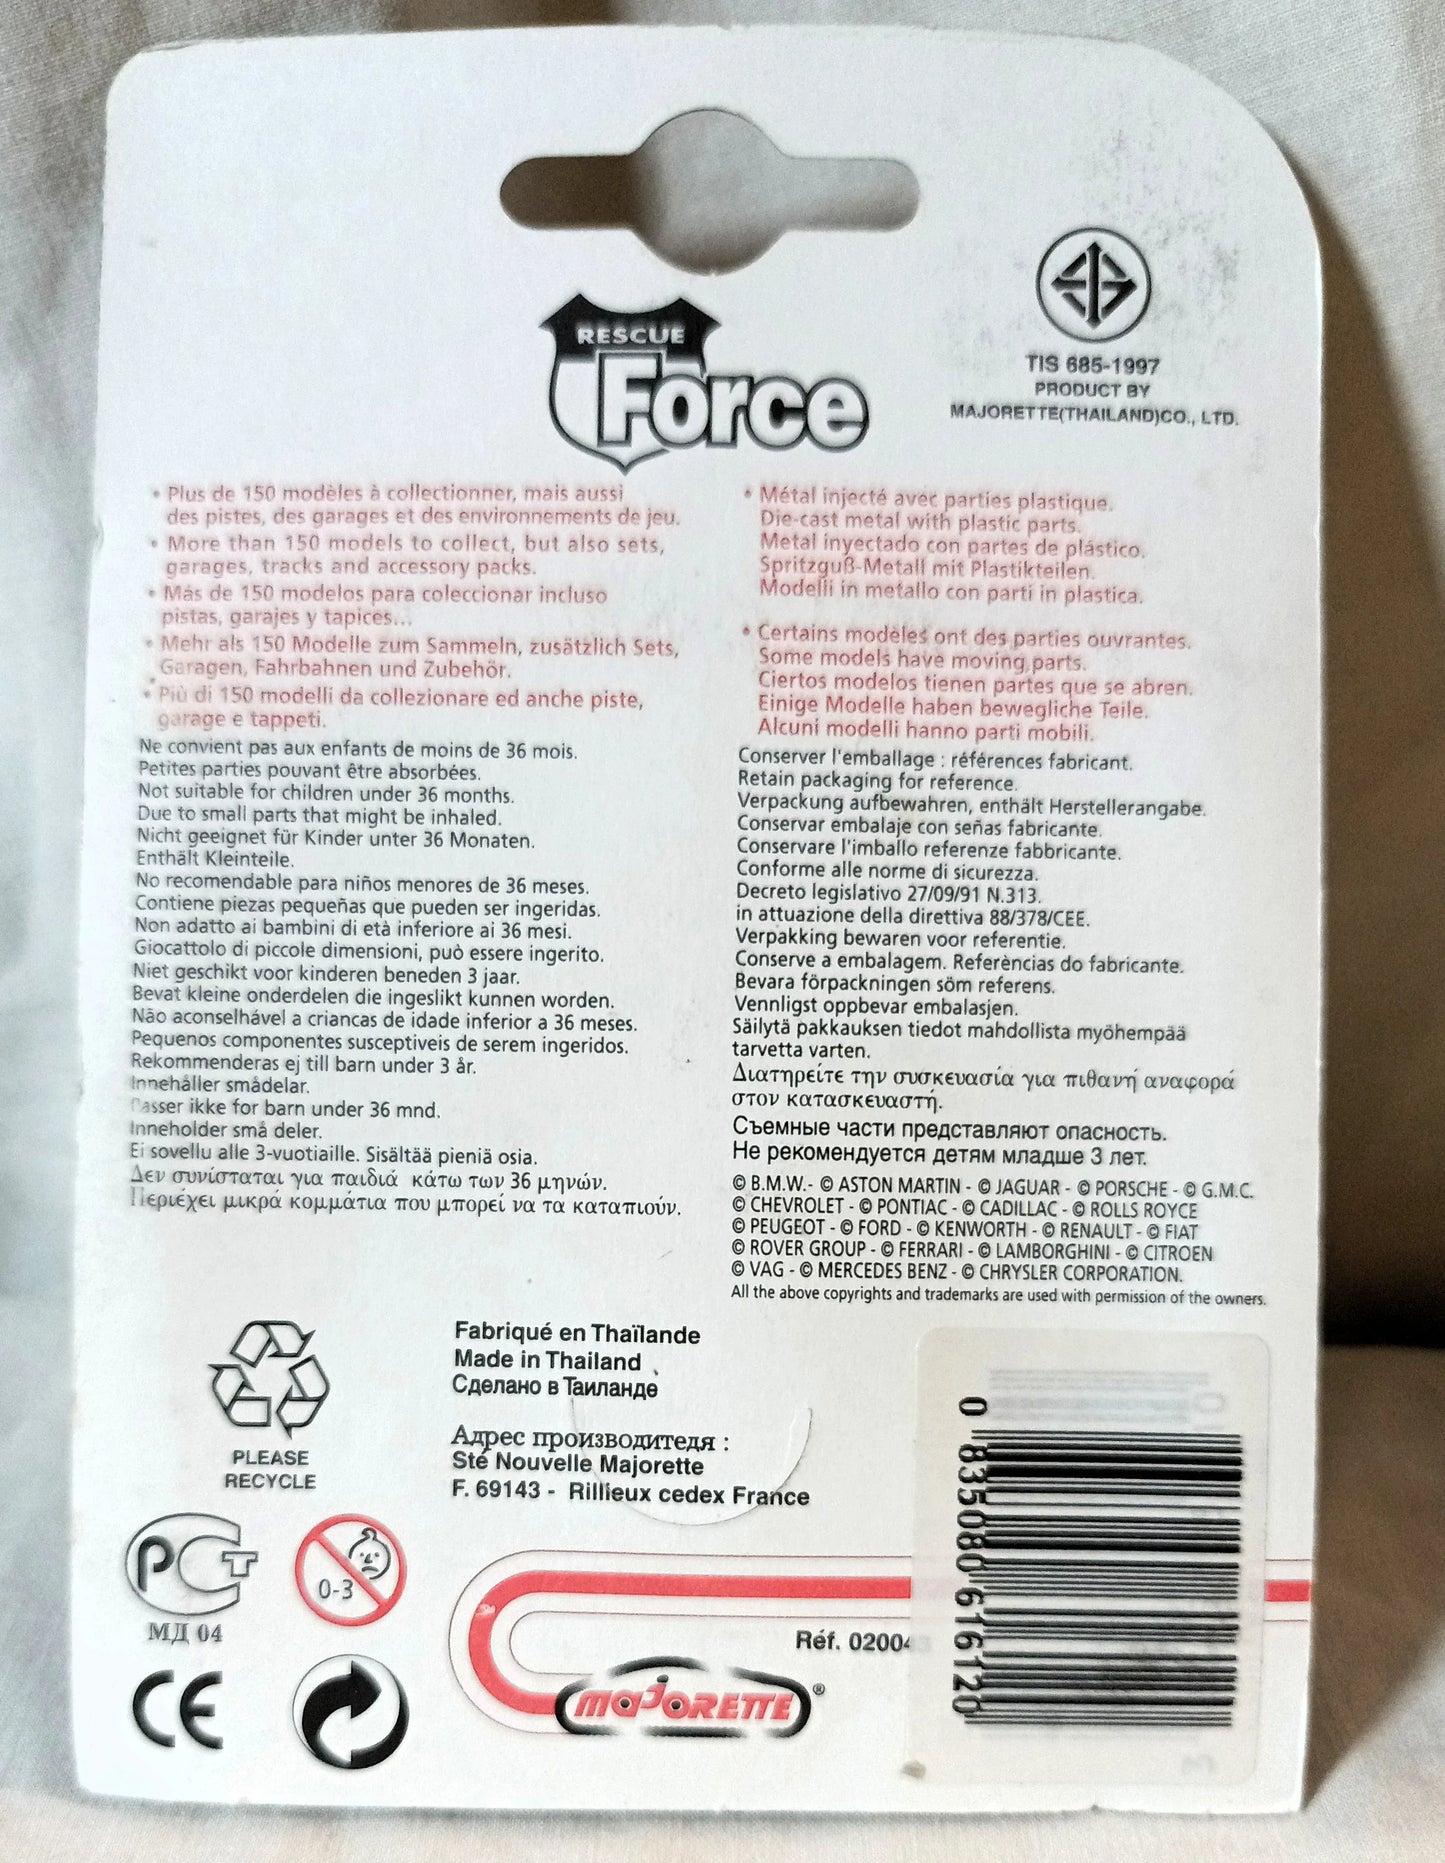 RESCUE
Force
TIS 685-1997
PRODUCT BY
MAJORETTE(THAILAND)CO., LTD.
• Plus de 150 modèles à collectionner, mais aussi
des pistes, des garages et des environnements de jeu.
• More than 150 models to collect, but also sets,
garages, tracks and accessory packs.
• Más de 150 modelos para coleccionar incluso
pistas, garajes y tapices...
• Mehr als 150 Modelle zum Sammeln, zusätzlich Sets,
Garagen, Fahrbahnen und Zubehör.
• Più di 150 modelli da collezionare ed anche piste,
garage e tappeti.
Ne convient pas aux enfants de moins de 36 mois.
Petites parties pouvant être absorbées.
Not suitable for children under 36 months.
Due to small parts that might be inhaled.
Nicht geeignet für Kinder unter 36 Monaten.
Enthält Kleinteile.
No recomendable para niños menores de 36 meses.
Contiene piezas pequeñas que pueden ser ingeridas.
Non adatto ai bambini di età inferiore ai 36 mesi.
Giocattolo di piccole dimensioni, può essere ingerito.
Niet geschikt voor kinderen beneden 3 jaar.
Bevat kleine onderdelen die ingeslikt kunnen worden.
Não aconselhável a criancas de idade inferior a 36 meses.
Pequenos componentes susceptiveis de serem ingeridos.
Rekommenderas ej till barn under 3 år.
Innehåller smådelar.
Passer ikke for barn under 36 mnd.
Inneholder små deler.
Ei sovellu alle 3-vuotiaille. Sisältää pieniä osia.
Δεν συνίσταται για παιδιά κάτω των 36 μηνών.
Περιέχει μικρά κομμάτια που μπορεί να τα καταπιούν.
• Métal injecté avec parties plastique.
Die-cast metal with plastic parts.
Metal inyectado con partes de plástico.
Spritzguß-Metall mit Plastikteilen.
Modelli in metallo con parti in plastica.
• Certains modèles ont des parties ouvrantes.
Some models have moving parts.
Ciertos modelos tienen partes que se abren.
Einige Modelle haben bewegliche Teile.
Alcuni modelli hanno parti mobili.
Conserver l'emballage : références fabricant.
Retain packaging for reference.
Verpackung aufbewahren, enthält Herstellerangabe.
Conservar embalaje con señas fabricante.
Conservare l'imballo referenze fabbricante.
Conforme alle norme di sicurezza.
Decreto legislativo 27/09/91 N.313.
in attuazione della direttiva 88/378/CEE.
Verpakking bewaren voor referentie.
Conserve a embalagem. Referències do fabricante.
Bevara förpackningen söm referens.
Vennligst oppbevar embalasjen.
Säilytä pakkauksen tiedot mahdollista myöhempää
tarvetta varten.
Διατηρείτε την συσκευασία για πιθανή αναφορά
στον κατασκευαστή.
Съемные части представляют опасность.
Не рекомендуется детям младше 3 лет.
© B.M.W.- © ASTON MARTIN - © JAGUAR - © PORSCHE - © G.M.C.
© CHEVROLET - © PONTIAC - © CADILLAC - © ROLLS ROYCE
© PEUGEOT - © FORD - © KENWORTH - © RENAULT - © FIAT
© ROVER GROUP - © FERRARI - © LAMBORGHINI - © CITROEN
© VAG - © MERCEDES BENZ - © CHRYSLER CORPORATION.
All the above copyrights and trademarks are used with permission of the owners.
PLEASE
RECYCLE
Fabriqué en Thaïlande
Made in Thailand
Сделано в Таиланде
Адрес производителя :
Sté Nouvelle Majorette
F. 69143 - Rillieux cedex France
РСТ
МД 04
0-3
CE
Réf. 02004
MAJORETTE ®
0 835080 616120